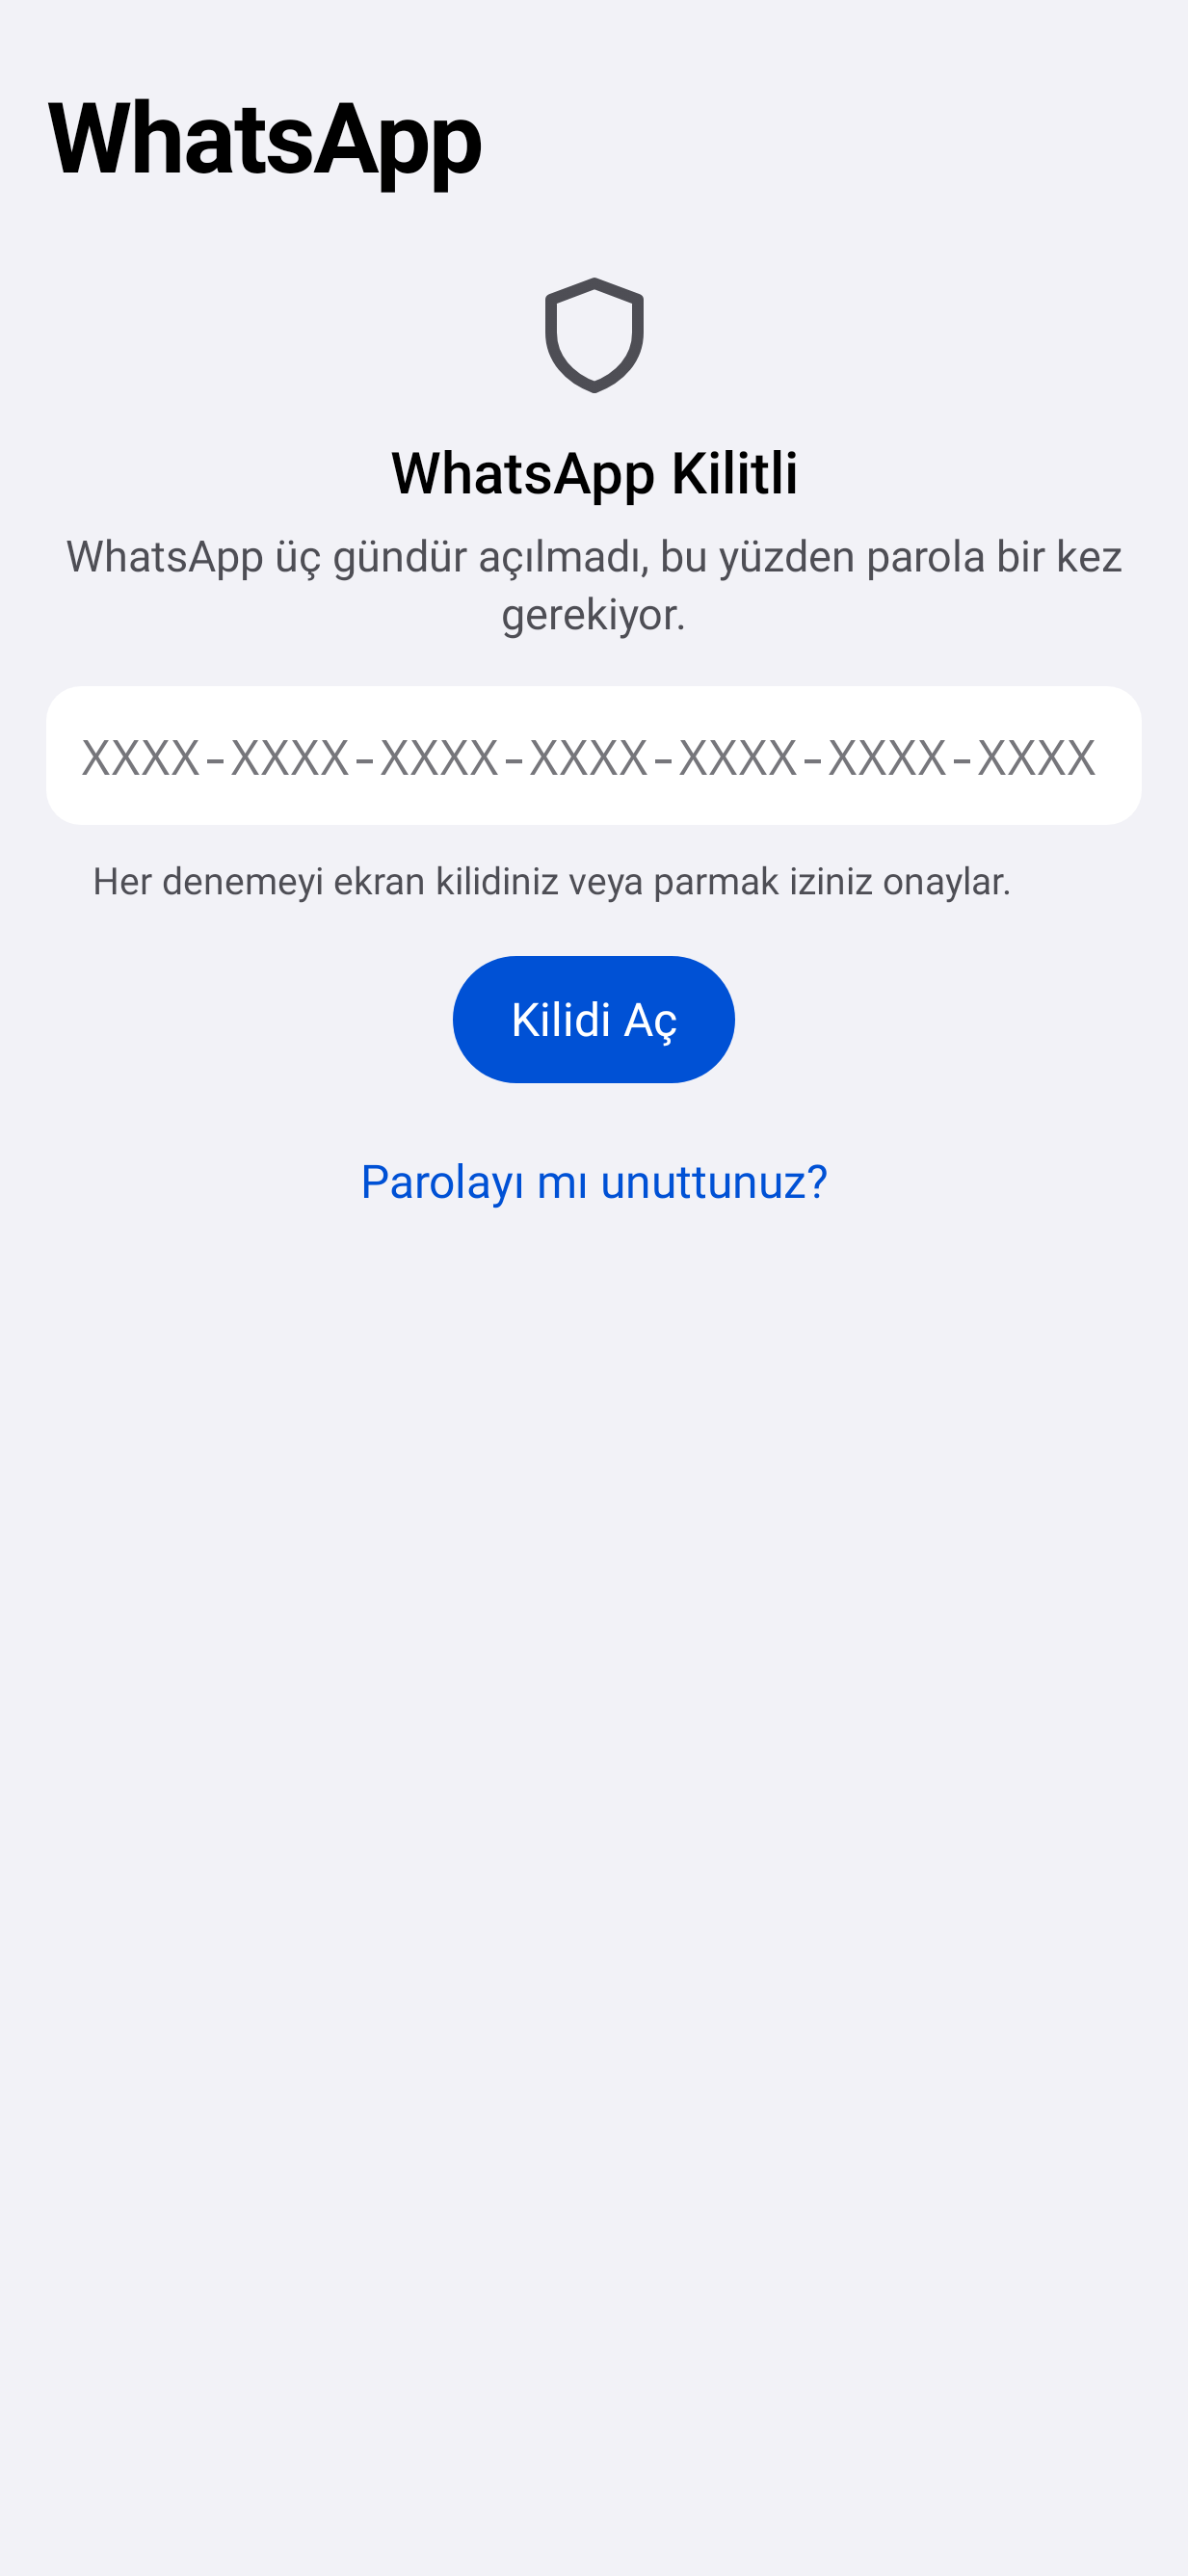 WhatsApp
WhatsApp Kilitli
WhatsApp üç gündür açılmadı, bu yüzden parola bir kez
gerekiyor.
XXXX-XXXX-XXXX-XXXX-XXXX-XXXX-XXXX
Her denemeyi ekran kilidiniz veya parmak iziniz onaylar.
Kilidi Aç
Parolayı mı unuttunuz?